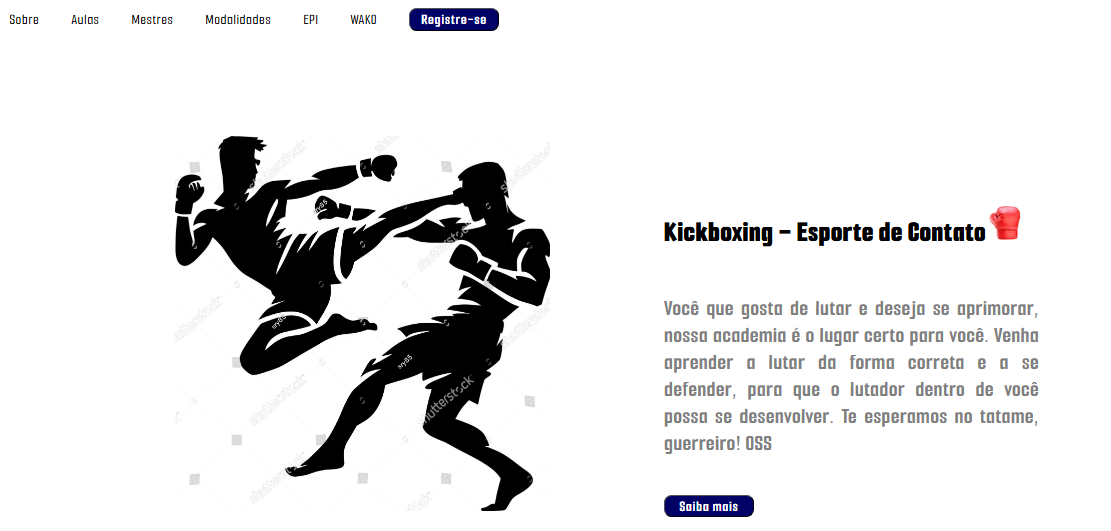 Sobre Aulas Mestres Modalidades EPI WAKO Registre-se
Kickboxing - Esporte de Contato
Você que gosta de lutar e deseja se aprimorar,
nossa academia é o lugar certo para você. Venha
aprender a lutar da forma correta e a se
defender, para que o lutador dentro de você
possa se desenvolver. Te esperamos no tatame,
guerreiro! OSS
Saiba mais
shutterstock